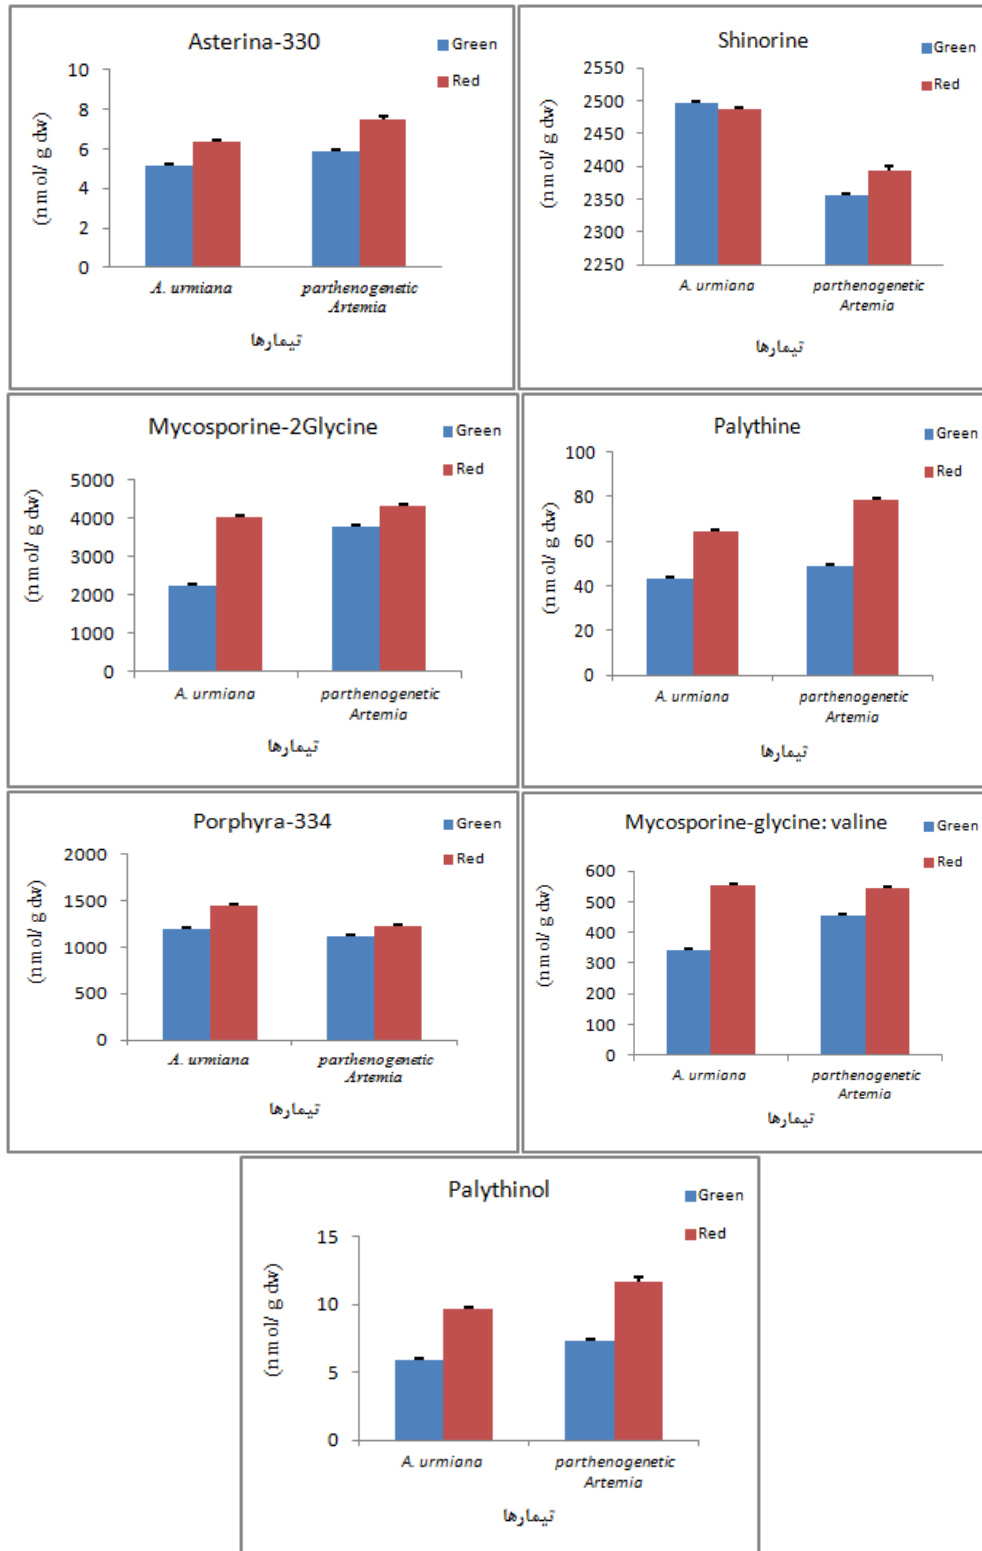 Asterina-330
Green
Red
10
8
6
4
2
0
(nmol/ g dw)
A. urmiana
parthenogenetic
Artemia
تیمارها
Shinorine
Green
Red
2550
2500
2450
2400
2350
2300
2250
(nmol/ g dw)
A. urmiana
parthenogenetic
Artemia
تیمارها
Mycosporine-2Glycine
Green
Red
5000
4000
3000
2000
1000
0
(nmol/ g dw)
A. urmiana
parthenogenetic
Artemia
تیمارها
Palythine
Green
Red
100
80
60
40
20
0
(nmol/ g dw)
A. urmiana
parthenogenetic
Artemia
تیمارها
Porphyra-334
Green
Red
2000
1500
1000
500
0
(nmol/ g dw)
A. urmiana
parthenogenetic
Artemia
تیمارها
Mycosporine-glycine: valine
Green
Red
600
500
400
300
200
100
0
(nmol/ g dw)
A. urmiana
parthenogenetic
Artemia
تیمارها
Palythinol
Green
Red
15
10
5
0
(nmol/ g dw)
A. urmiana
parthenogenetic
Artemia
تیمارها